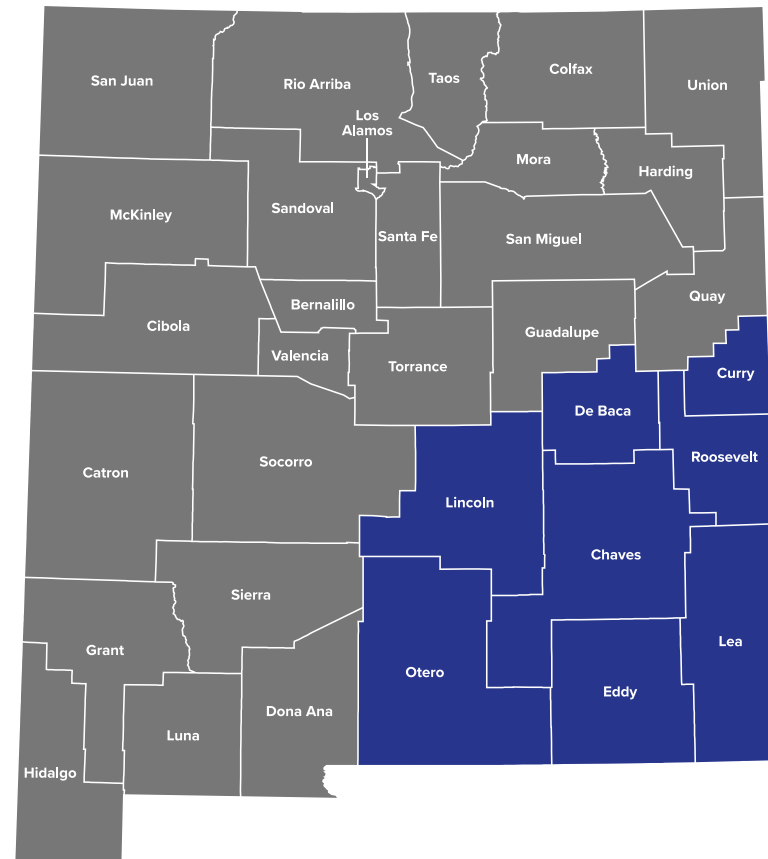 San Juan
Rio Arriba
Taos
Colfax
Union
Los
Alamos
Mora
Harding
McKinley
Sandoval
Santa Fe
San Miguel
Quay
Bernalillo
Cibola
Guadalupe
Valencia
Torrance
Curry
De Baca
Roosevelt
Catron
Socorro
Lincoln
Chaves
Sierra
Grant
Lea
Otero
Eddy
Dona Ana
Luna
Hidalgo